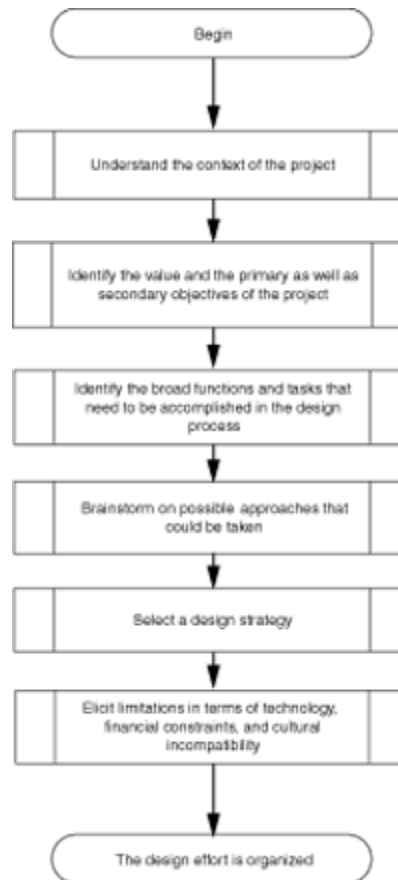 Begin
Understand the context of the project
Identify the value and the primary as well as
secondary objectives of the project
Identify the broad functions and tasks that
need to be accomplished in the design
process
Brainstorm on possible approaches that
could be taken
Select a design strategy
Elicit limitations in terms of technology,
financial constraints, and cultural
incompatibility
The design effort is organized